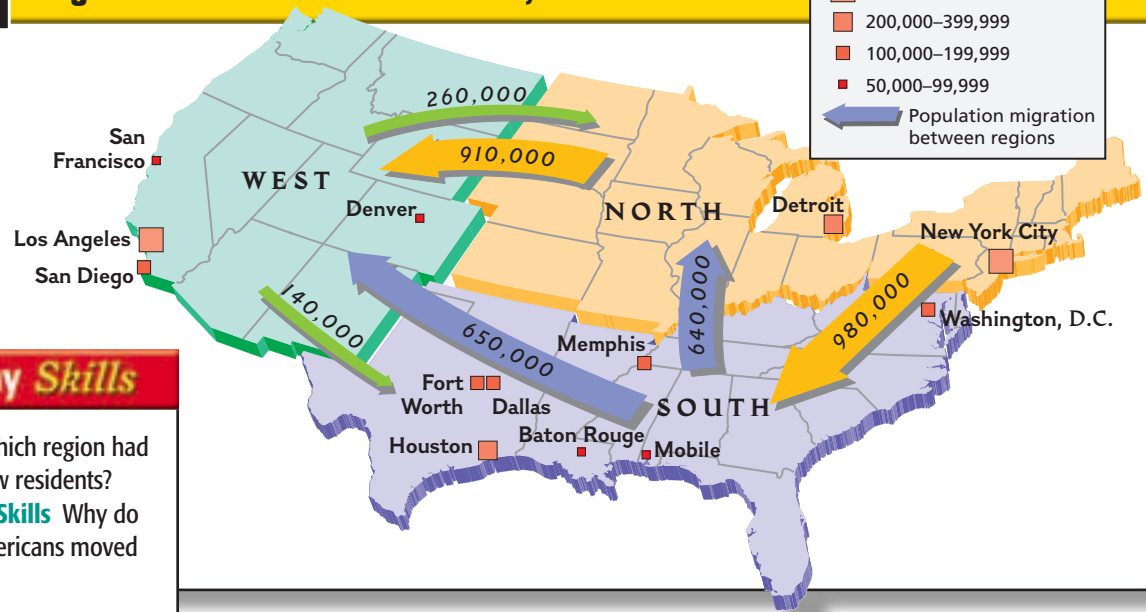 200,000–399,999
100,000–199,999
50,000–99,999
Population migration
between regions
260,000
San
Francisco
910,000
WEST
NORTH
Denver
Detroit
New York City
Los Angeles
San Diego
140,000
650,000
640,000
980,000
Washington, D.C.
Memphis
Fort
Worth
Dallas
SOUTH
Houston
Baton Rouge
Mobile
Skills
hich region had
w residents?
Skills Why do
ericans moved